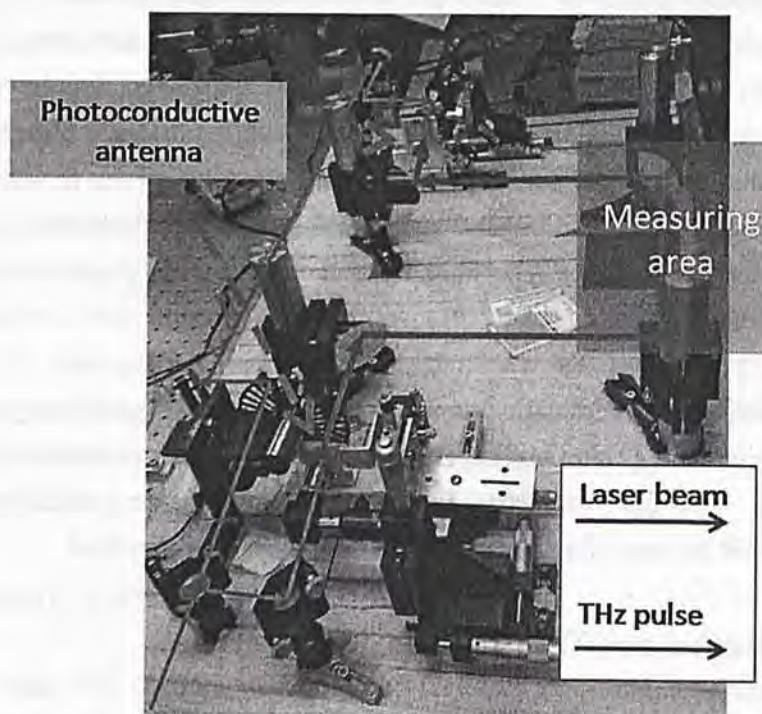 Photoconductive
antenna
Measuring
area
Laser beam
THz pulse